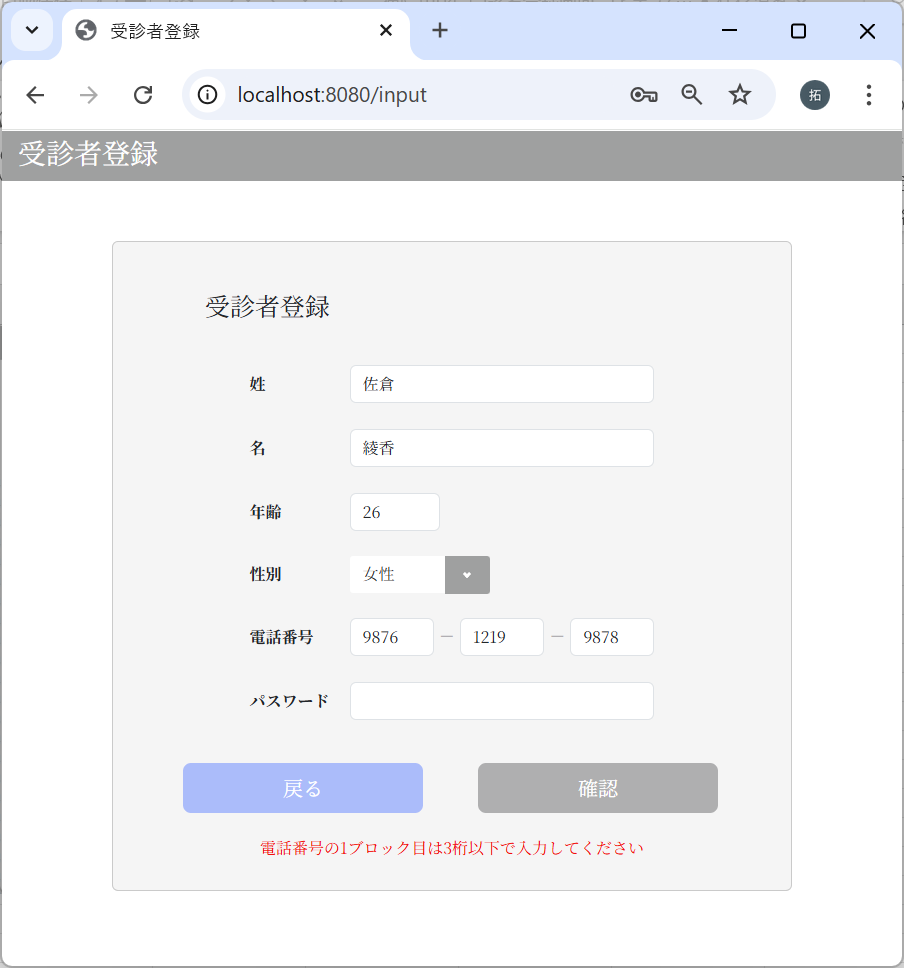 受診者登録
localhost:8080/input
拓
受診者登録
受診者登録
姓 佐倉
名 綾香
年齢 26
性別 女性
電話番号 9876 － 1219 － 9878
パスワード
戻る 確認
電話番号の1ブロック目は3桁以下で入力してください